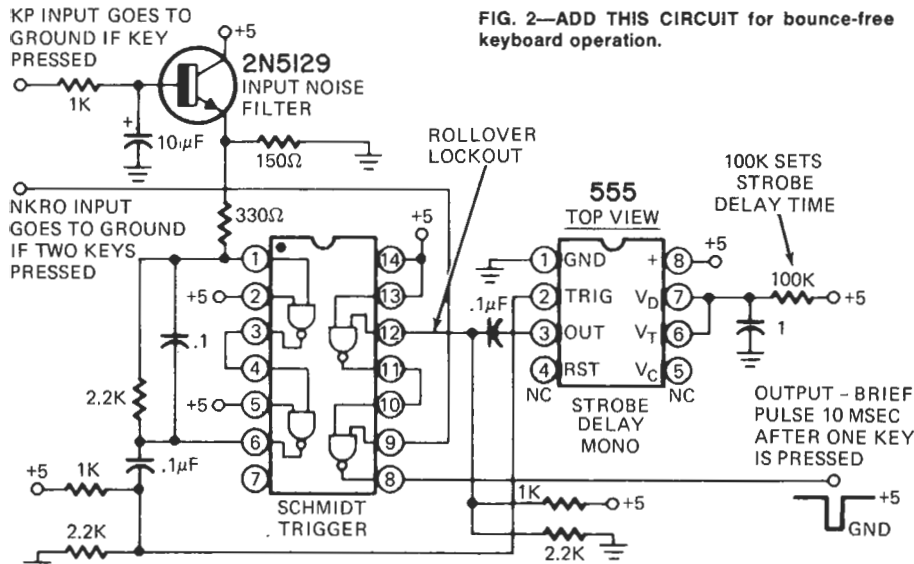 KP INPUT GOES TO
GROUND IF KEY
PRESSED
+5
FIG. 2—ADD THIS CIRCUIT for bounce-free
keyboard operation.
2N5129
INPUT NOISE
FILTER
1K
+
10µF
150Ω
ROLLOVER
LOCKOUT
100K SETS
STROBE
DELAY TIME
NKRO INPUT
GOES TO GROUND
IF TWO KEYS
PRESSED
330Ω
+5
555
TOP VIEW
1
2
3
4
5
6
7
14
13
12
11
10
9
8
+5
+5
.1
2.2K
.1µF
+5
1K
2.2K
SCHMIDT
TRIGGER
.1µF
1 GND
2 TRIG
3 OUT
4 RST
NC
+ 8
VD 7
VT 6
VC 5
NC
+5
100K
+5
1
STROBE
DELAY
MONO
OUTPUT – BRIEF
PULSE 10 MSEC
AFTER ONE KEY
IS PRESSED
1K
+5
2.2K
+5
GND